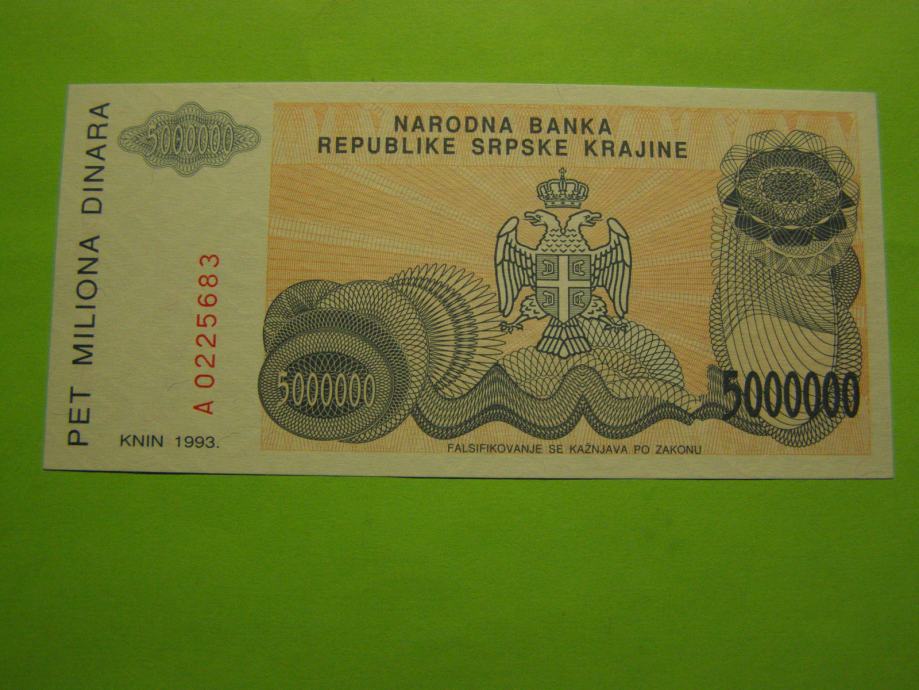 PET MILIONA DINARA
5000000
A 0225683
KNIN 1993.
NARODNA BANKA
REPUBLIKE SRPSKE KRAJINE
5000000
5000000
FALSIFIKOVANJE SE KAŽNJAVA PO ZAKONU